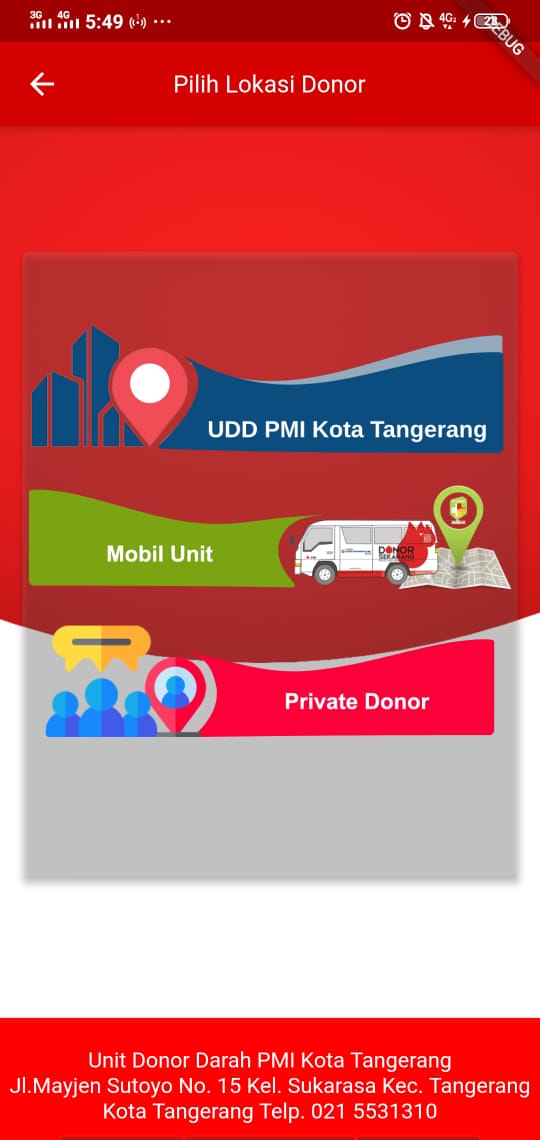 3G 4G 5:49
4G
DEBUG
Pilih Lokasi Donor
UDD PMI Kota Tangerang
Mobil Unit
DONOR
SEKARANG
Private Donor
Unit Donor Darah PMI Kota Tangerang
Jl.Mayjen Sutoyo No. 15 Kel. Sukarasa Kec. Tangerang
Kota Tangerang Telp. 021 5531310